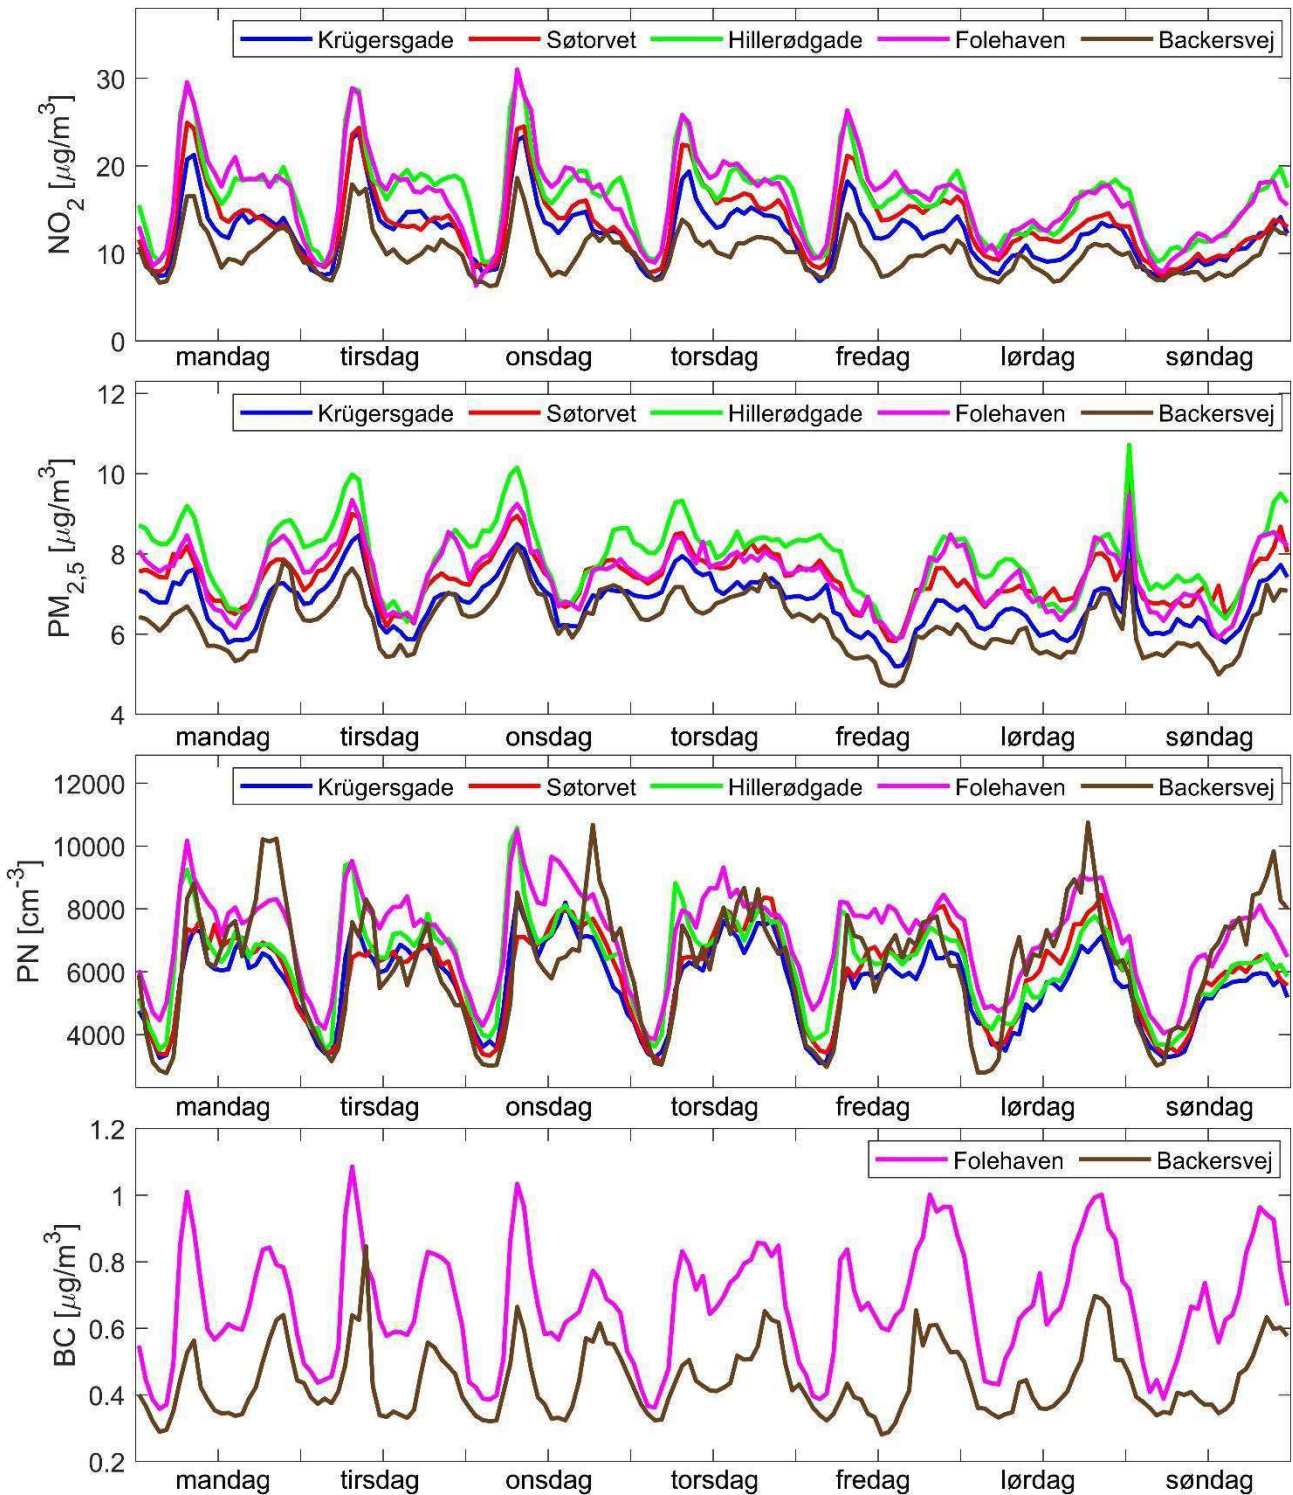 Krügersgade Søtorvet Hillerødgade Folehaven Backersvej
NO2 [μg/m³)
30
20
10
0
mandag tirsdag onsdag torsdag fredag lørdag søndag
Krügersgade Søtorvet Hillerødgade Folehaven Backersvej
PM2,5 [μg/m³)
12
10
8
6
4
mandag tirsdag onsdag torsdag fredag lørdag søndag
Krügersgade Søtorvet Hillerødgade Folehaven Backersvej
PN [cm-3]
12000
10000
8000
6000
4000
mandag tirsdag onsdag torsdag fredag lørdag søndag
Folehaven Backersvej
BC [μg/m³)
1.2
1
0.8
0.6
0.4
0.2
mandag tirsdag onsdag torsdag fredag lørdag søndag